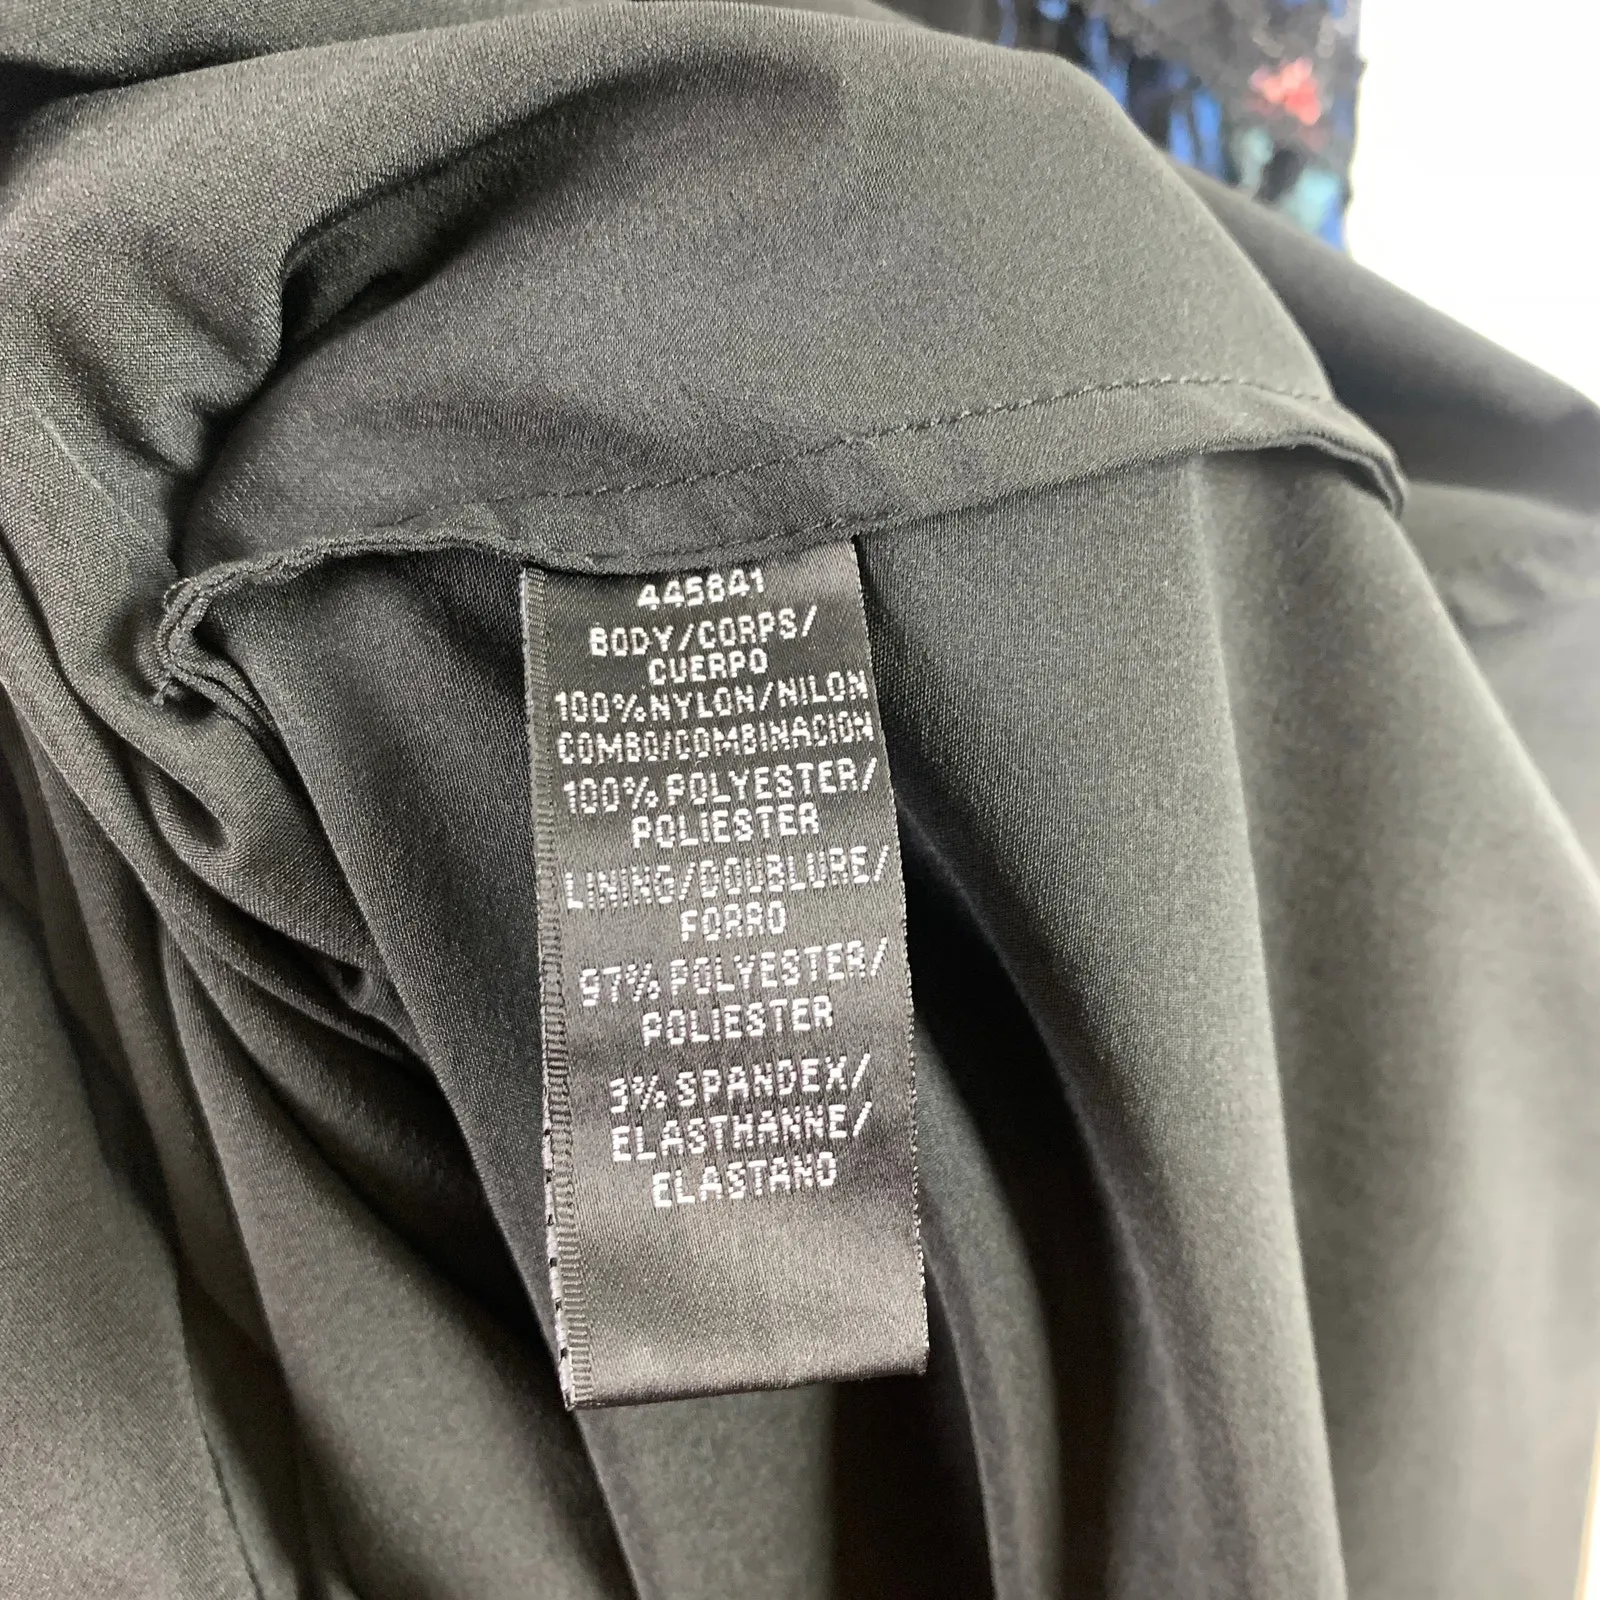 445841
BODY/CORPS/
CUERPO
100%NYLON/NILON
COMBO/COMBINACION
100% POLYESTER/
POLIESTER
LINING/DOUBLURE/
FORRO
97% POLYESTER/
POLIESTER
3% SPANDEX/
ELASTHANNE/
ELASTANO